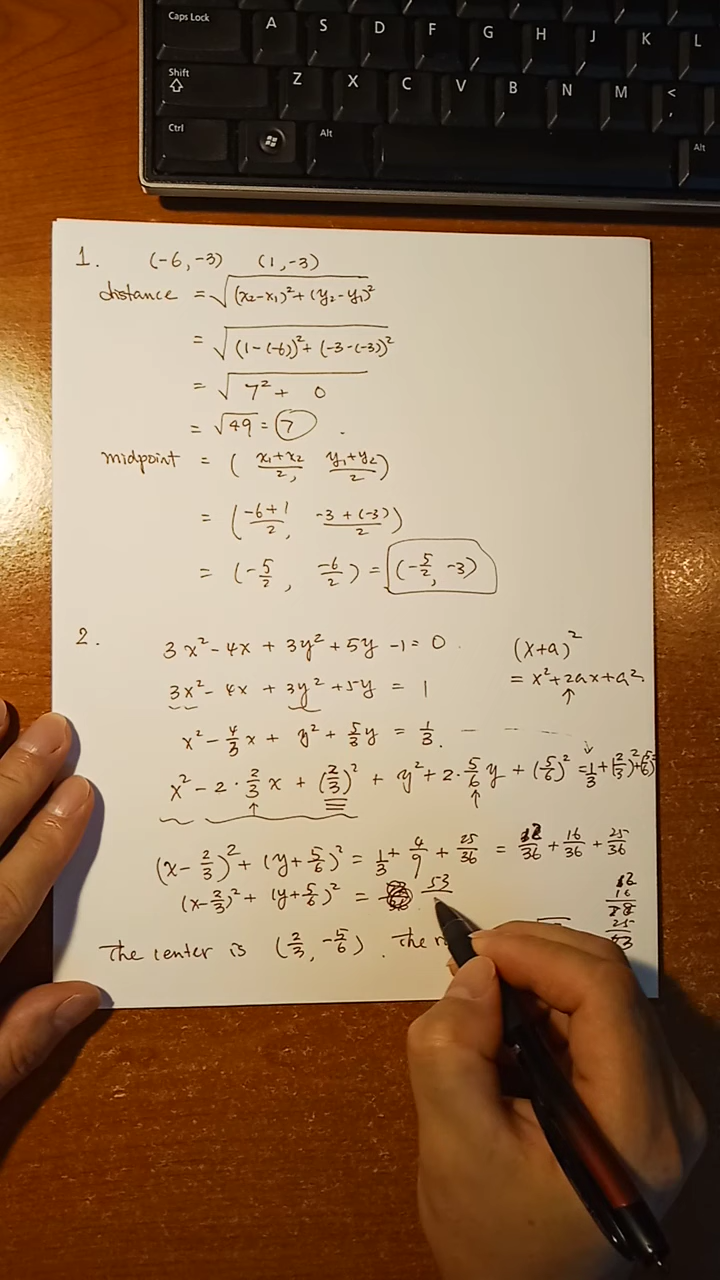 Caps Lock A S D F G H J K L
Shift Z X C V B N M <
,
Ctrl Alt Alt
1. (-6, -3) (1, -3)
distance = √(x₂-x₁)²+(y₂-y₁)²
= √(1-(-6))²+(-3-(-3))²
= √7²+ 0
= √49 = 7 .
midpoint = ( x₁+x₂/2, y₁+y₂/2 )
= ( -6+1/2, -3+(-3)/2 )
= ( -5/2, -6/2 ) = ( -5/2, -3 )
2. 3x²-4x+3y²+5y-1=0. (x+a)²
3x²-4x+3y²+5y = 1 = x²+2ax+a²
x²-4/3x+y²+5/3y = 1/3.
x²-2·2/3x+(2/3)²+y²+2·5/6y+(5/6)²=1/3+(2/3)²+(5/6)²
(x-2/3)²+(y+5/6)² = 1/3+4/9+25/36 = 12/36+16/36+25/36
(x-2/3)²+(y+5/6)² = 53 12
16
28
25
53
The center is (2/3, -5/6). The